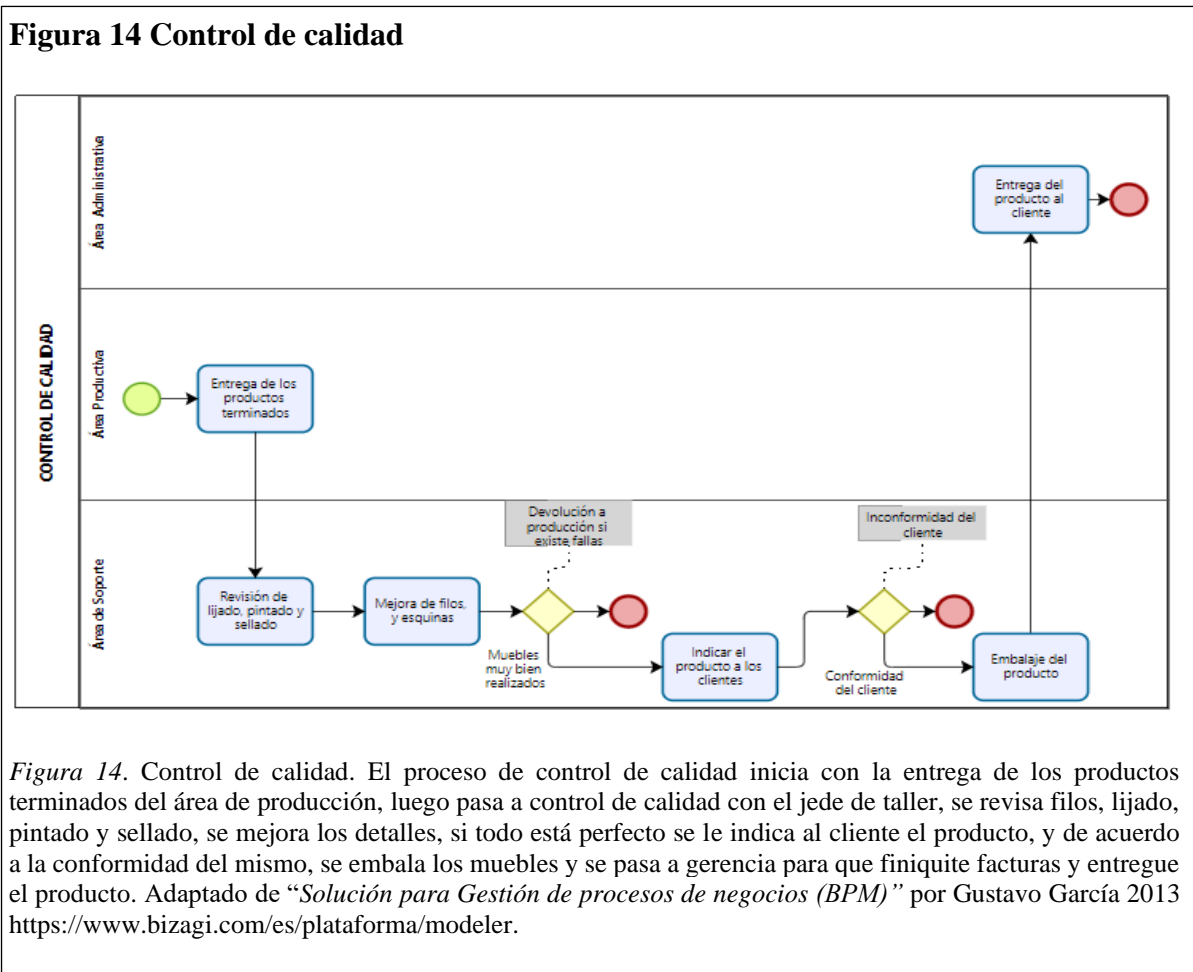 Figura 14 Control de calidad
CONTROL DE CALIDAD
Área Administrativa
Entrega del
producto al
cliente
Área Productiva
Entrega de los
productos
terminados
Área de Soporte
Revisión de
lijado, pintado y
sellado
Mejora de filos,
y esquinas
Devolución a
producción si
existe fallas
Muebles
muy bien
realizados
Indicar el
producto a los
clientes
Inconformidad del
cliente
Conformidad
del cliente
Embalaje del
producto
Figura 14. Control de calidad. El proceso de control de calidad inicia con la entrega de los productos
terminados del área de producción, luego pasa a control de calidad con el jede de taller, se revisa filos, lijado,
pintado y sellado, se mejora los detalles, si todo está perfecto se le indica al cliente el producto, y de acuerdo
a la conformidad del mismo, se embala los muebles y se pasa a gerencia para que finiquite facturas y entregue
el producto. Adaptado de “Solución para Gestión de procesos de negocios (BPM)” por Gustavo García 2013
https://www.bizagi.com/es/plataforma/modeler.